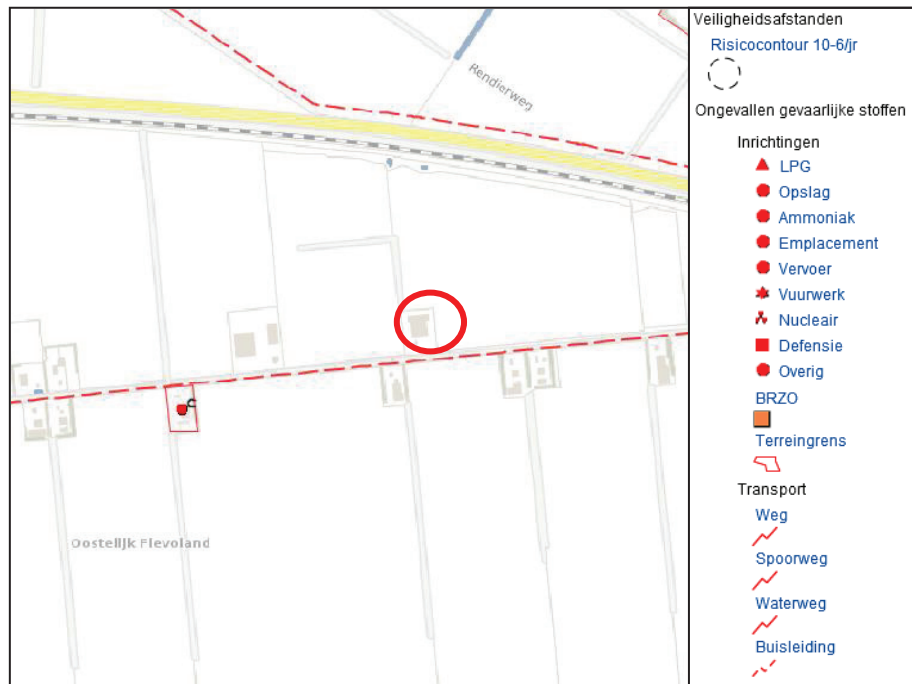 Rendierweg
Oostelijk Flevoland
Veiligheidsafstanden
Risicocontour 10-6/jr
Ongevallen gevaarlijke stoffen
Inrichtingen
LPG
Opslag
Ammoniak
Emplacement
Vervoer
Vuurwerk
Nucleair
Defensie
Overig
BRZO
Terreingrens
Transport
Weg
Spoorweg
Waterweg
Buisleiding